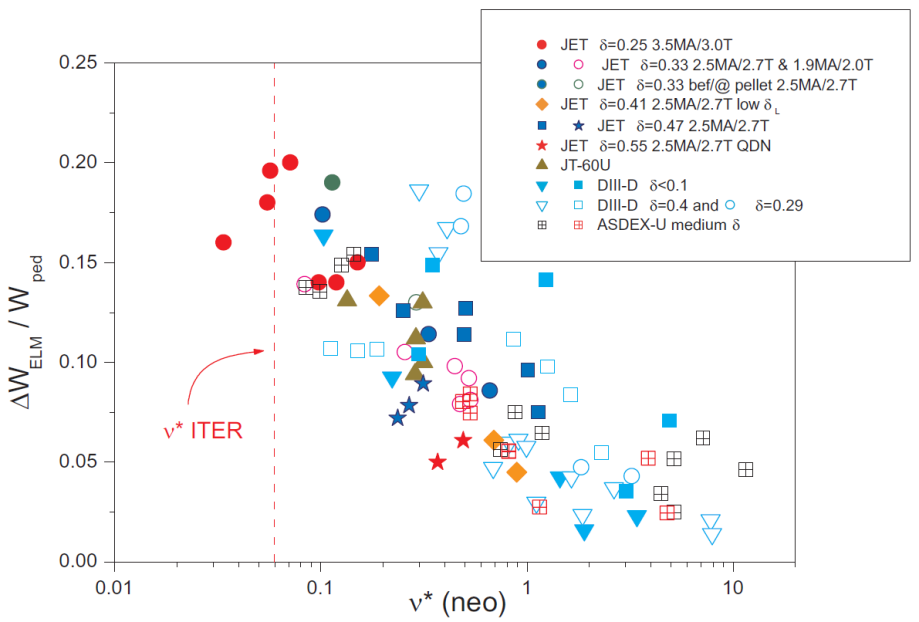 JET δ=0.25 3.5MA/3.0T
JET δ=0.33 2.5MA/2.7T & 1.9MA/2.0T
JET δ=0.33 bef/@ pellet 2.5MA/2.7T
JET δ=0.41 2.5MA/2.7T low δL
JET δ=0.47 2.5MA/2.7T
JET δ=0.55 2.5MA/2.7T QDN
JT-60U
DIII-D δ<0.1
DIII-D δ=0.4 and δ=0.29
ASDEX-U medium δ
0.25
0.20
0.15
0.10
0.05
0.00
ΔWELM / Wped
ν* ITER
0.01 0.1 1 10
ν* (neo)